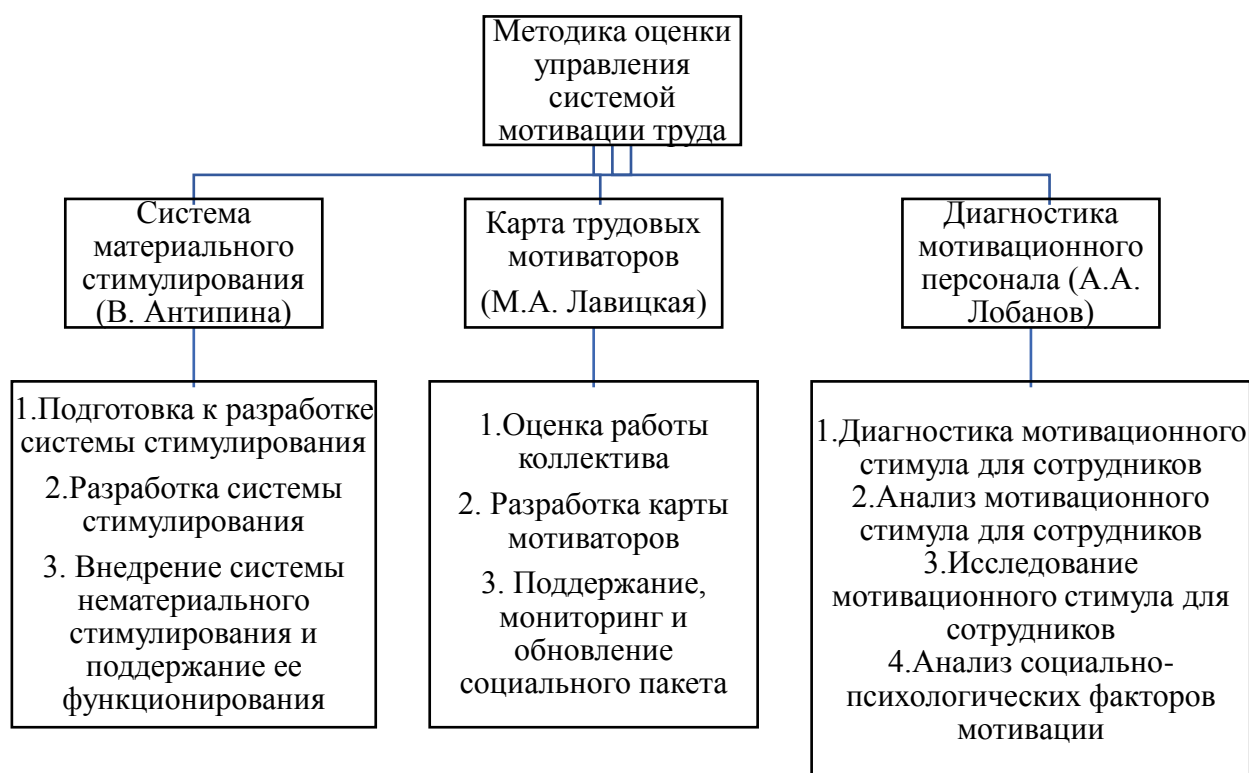 Методика оценки
управления
системой
мотивации труда
Система
материального
стимулирования
(В. Антипина)
Карта трудовых
мотиваторов
(М.А. Лавицкая)
Диагностика
мотивационного
персонала (А.А.
Лобанов)
1.Подготовка к разработке
системы стимулирования
2.Разработка системы
стимулирования
3. Внедрение системы
нематериального
стимулирования и
поддержание ее
функционирования
1.Оценка работы
коллектива
2. Разработка карты
мотиваторов
3. Поддержание,
мониторинг и
обновление
социального пакета
1.Диагностика мотивационного
стимула для сотрудников
2.Анализ мотивационного
стимула для сотрудников
3.Исследование
мотивационного стимула для
сотрудников
4.Анализ социально-
психологических факторов
мотивации